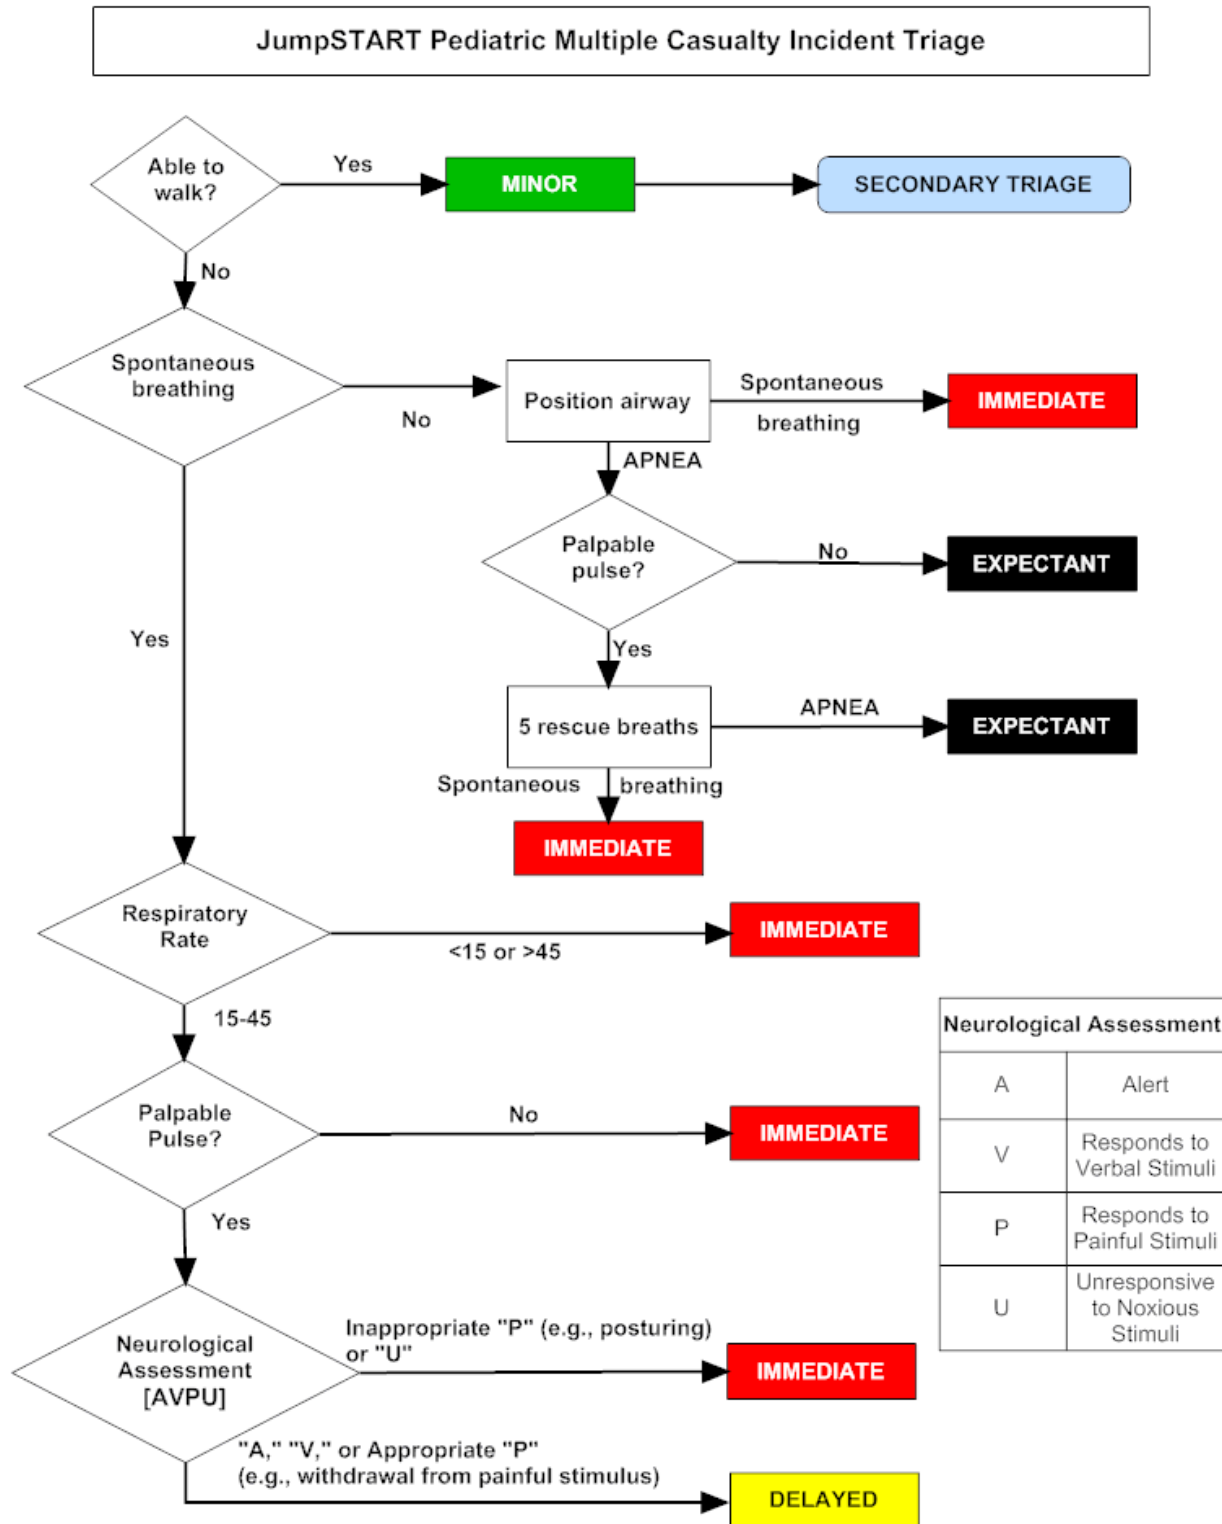 JumpSTART Pediatric Multiple Casualty Incident Triage
Able to
walk?
Yes
MINOR
SECONDARY TRIAGE
No
Spontaneous
breathing
No
Position airway
Spontaneous
breathing
IMMEDIATE
APNEA
Palpable
pulse?
No
EXPECTANT
Yes
Yes
5 rescue breaths
APNEA
EXPECTANT
Spontaneous
breathing
IMMEDIATE
Respiratory
Rate
<15 or >45
IMMEDIATE
15-45
Palpable
Pulse?
No
IMMEDIATE
Yes
Neurological
Assessment
[AVPU]
Inappropriate "P" (e.g., posturing)
or "U"
IMMEDIATE
"A," "V," or Appropriate "P"
(e.g., withdrawal from painful stimulus)
DELAYED
Neurological Assessment
A
Alert
V
Responds to
Verbal Stimuli
P
Responds to
Painful Stimuli
U
Unresponsive
to Noxious
Stimuli